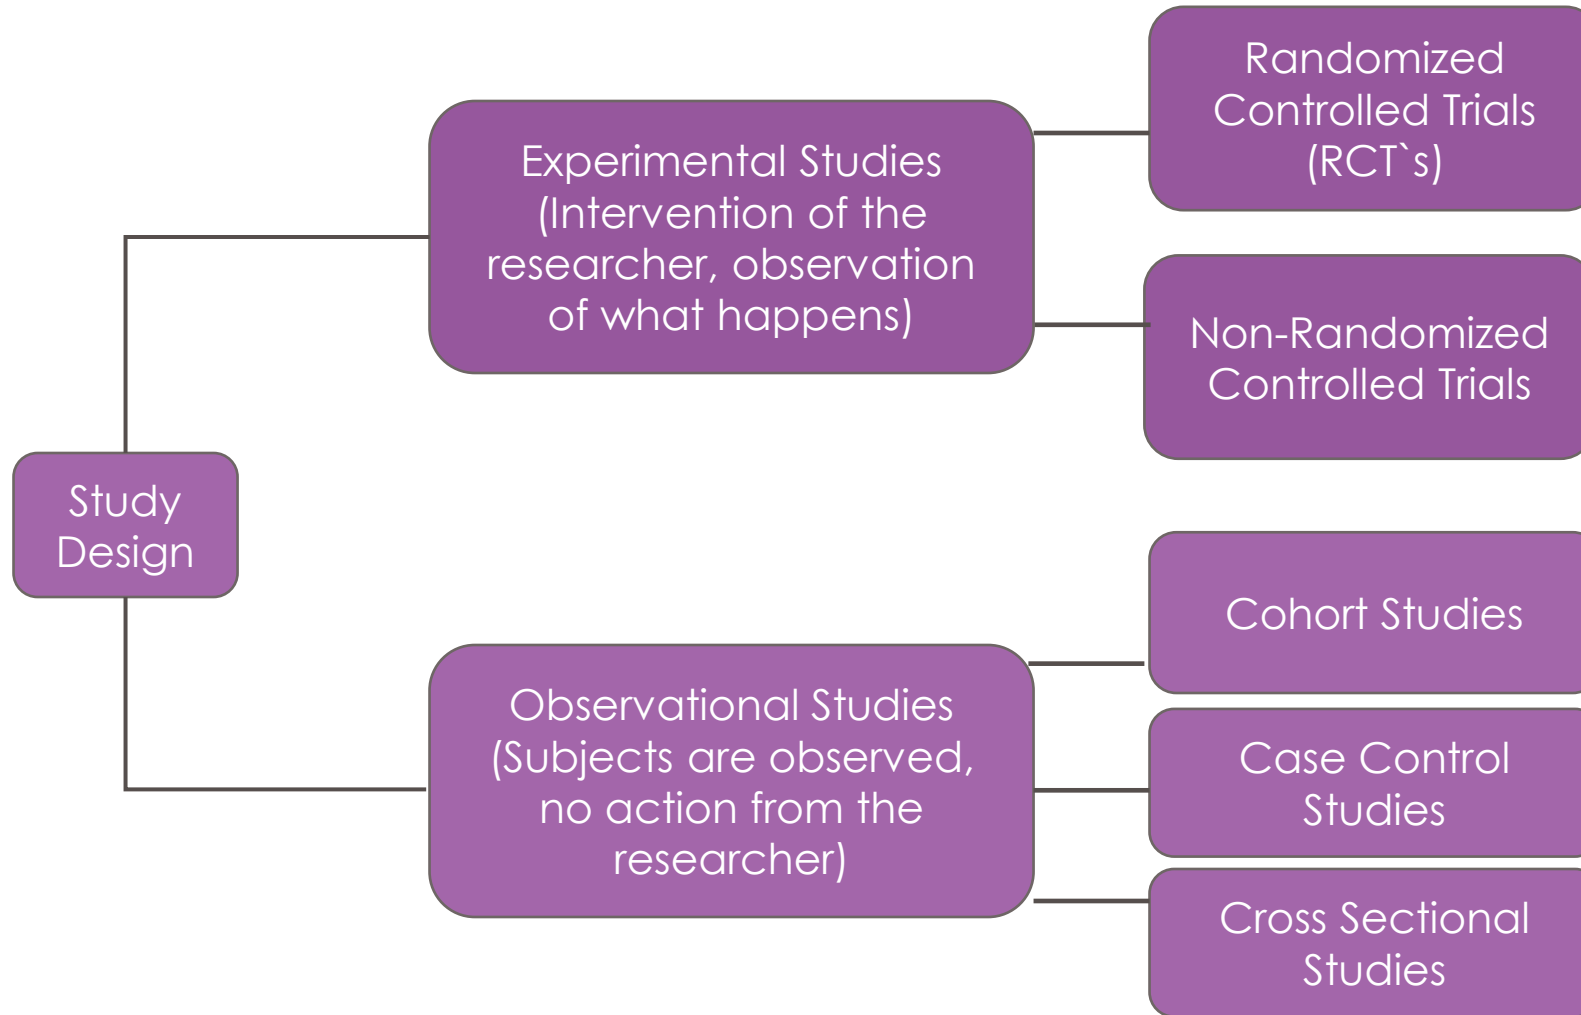 Randomized
Controlled Trials
(RCT`s)
Experimental Studies
(Intervention of the
researcher, observation
of what happens)
Non-Randomized
Controlled Trials
Study
Design
Cohort Studies
Observational Studies
(Subjects are observed,
no action from the
researcher)
Case Control
Studies
Cross Sectional
Studies